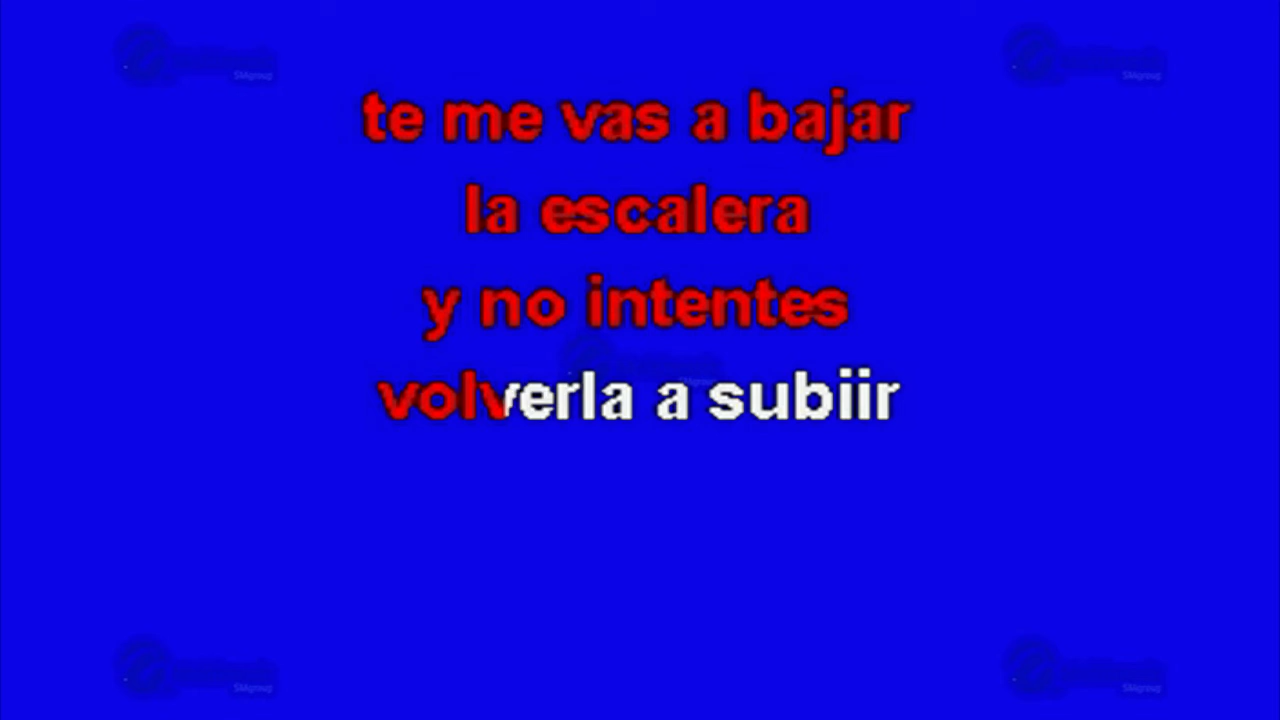 te me vas a bajar
la escalera
y no intentes
volverla a subiir